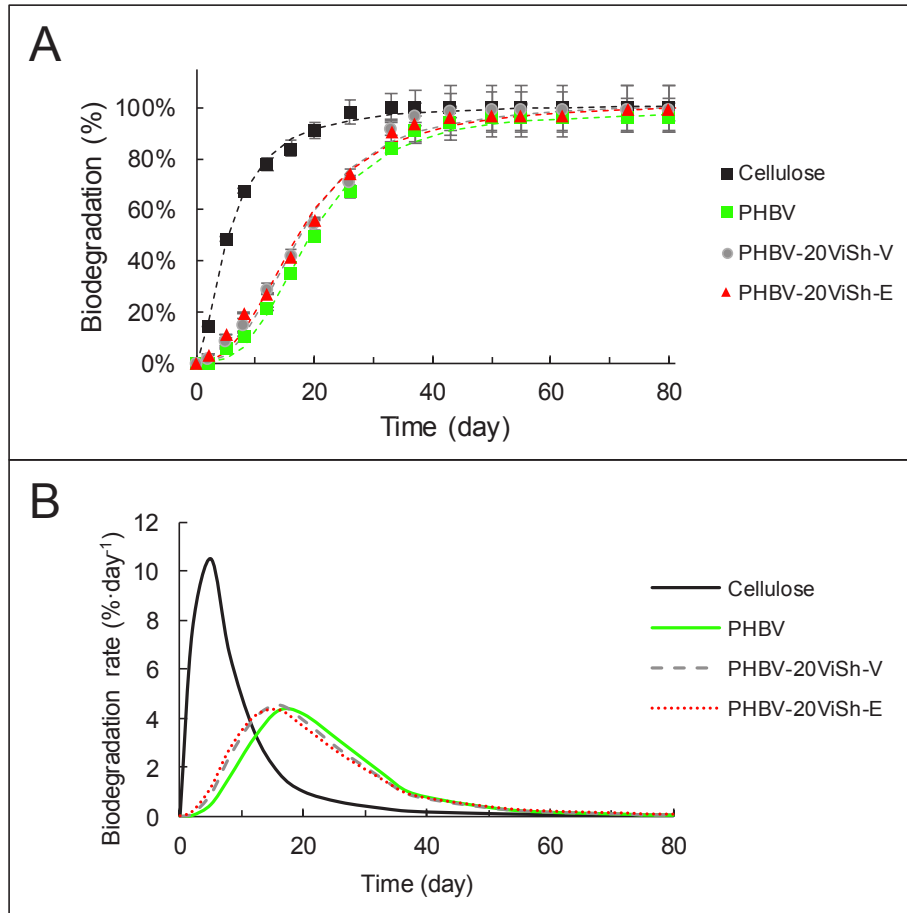 A
Biodegradation (%)
100%
80%
60%
40%
20%
0%
0 20 40 60 80
Time (day)
Cellulose
PHBV
PHBV-20ViSh-V
PHBV-20ViSh-E
B
Biodegradation rate (%·day⁻¹)
12
10
8
6
4
2
0
0 20 40 60 80
Time (day)
Cellulose
PHBV
PHBV-20ViSh-V
PHBV-20ViSh-E